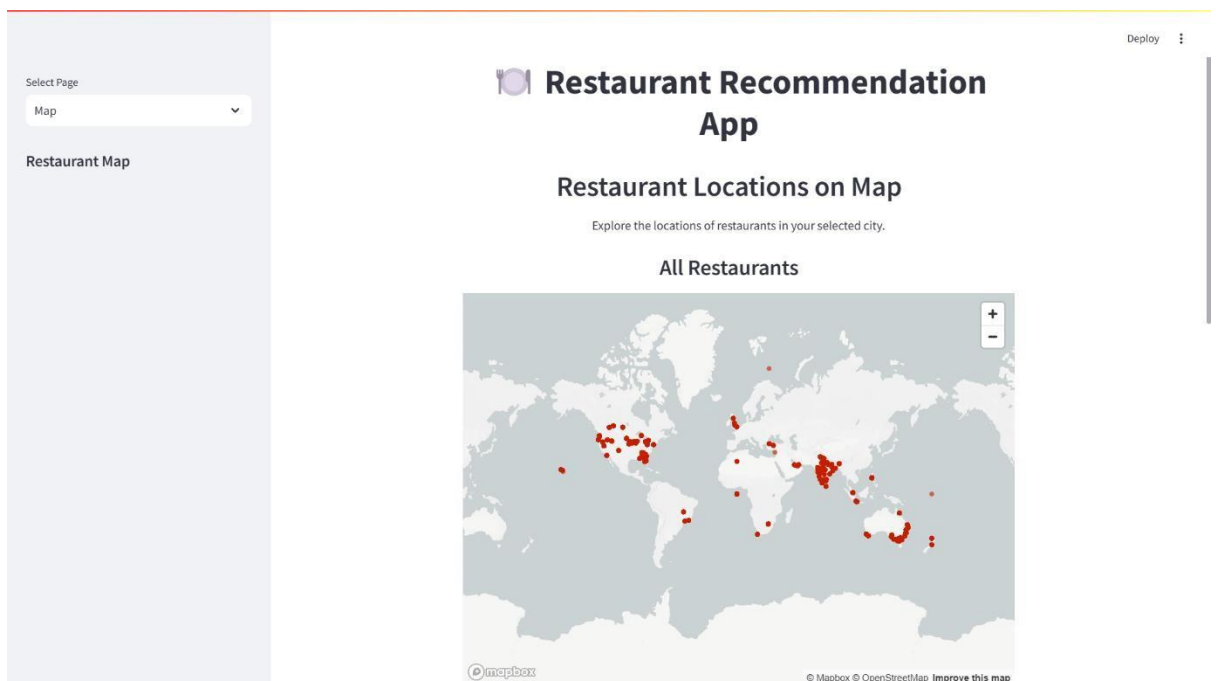 Deploy
Select Page
Map
Restaurant Map
Restaurant Recommendation
App
Restaurant Locations on Map
Explore the locations of restaurants in your selected city.
All Restaurants
+
−
mapbox
© Mapbox © OpenStreetMap Improve this map